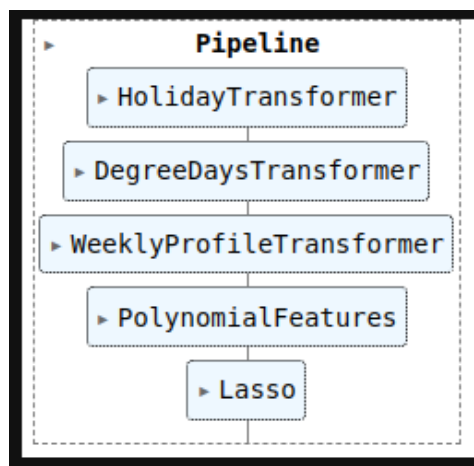 Pipeline
HolidayTransformer
DegreeDaysTransformer
WeeklyProfileTransformer
PolynomialFeatures
Lasso